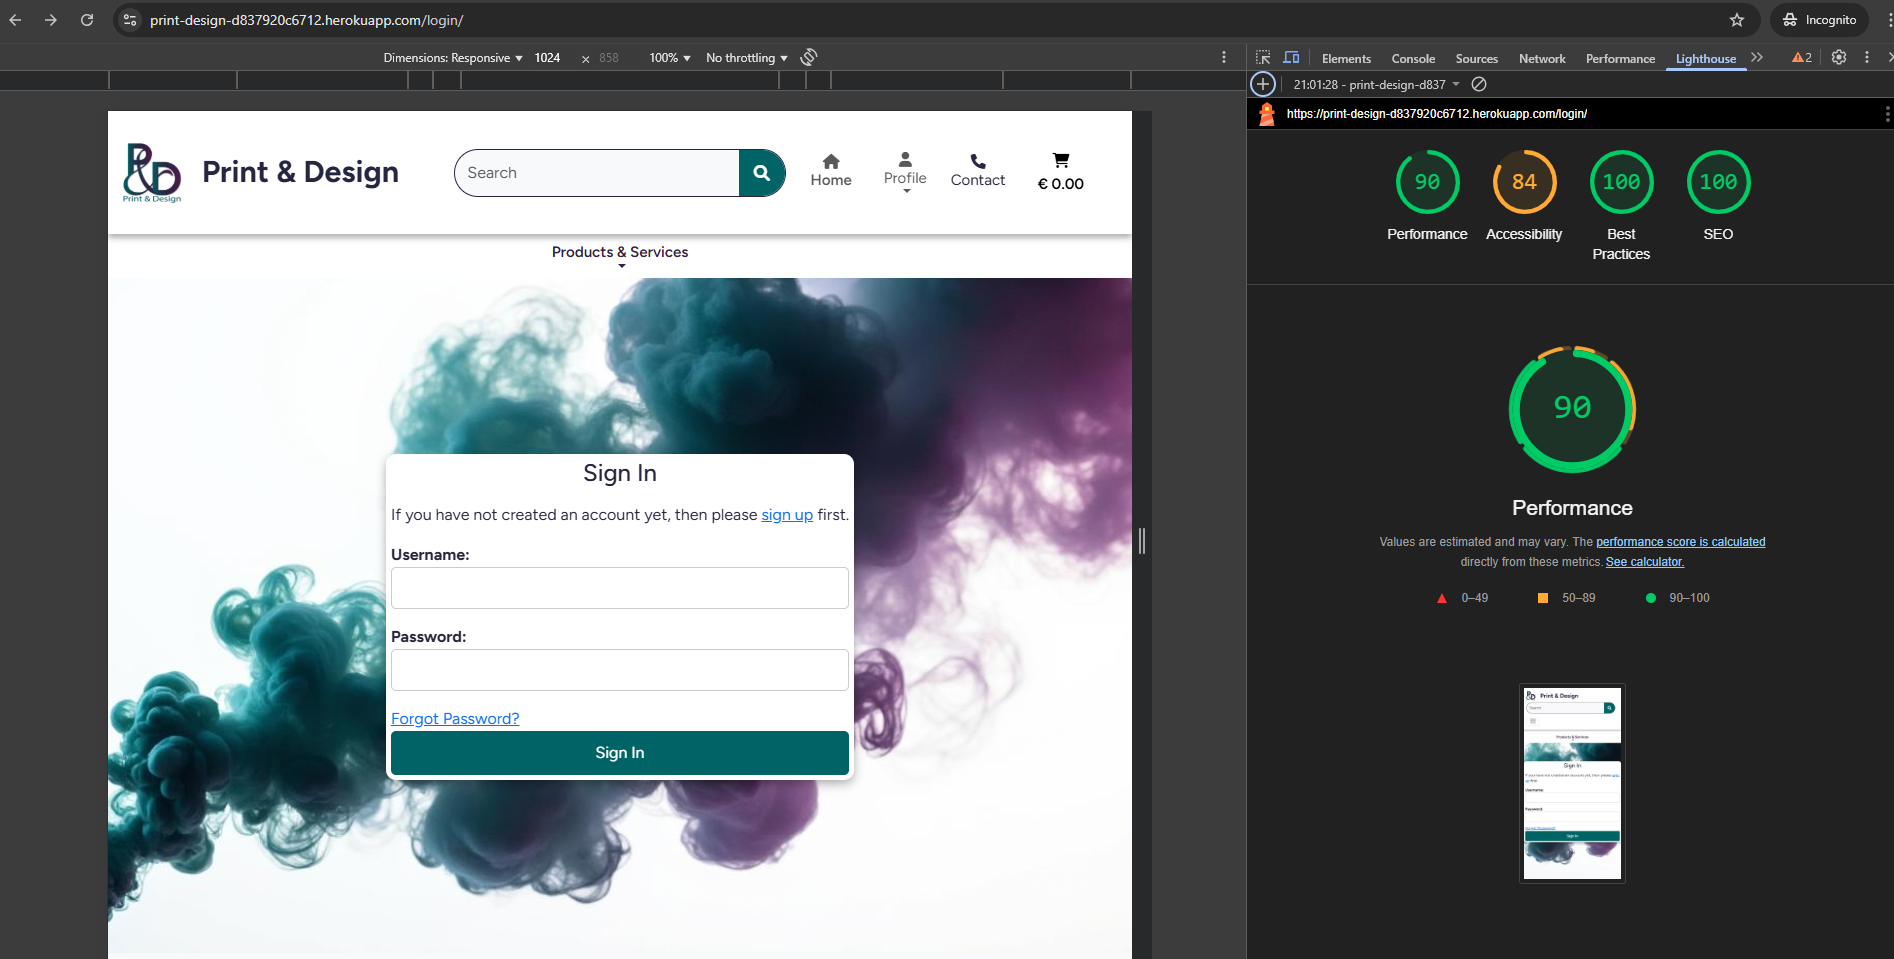 print-design-d837920c6712.herokuapp.com/login/
Incognito
Dimensions: Responsive 1024 × 858 100% No throttling
Elements Console Sources Network Performance Lighthouse 2
21:01:28 - print-design-d837
https://print-design-d837920c6712.herokuapp.com/login/
P&D
Print & Design
Print & Design
Search
Home
Profile
Contact
€ 0.00
Products & Services
Sign In
If you have not created an account yet, then please sign up first.
Username:
Password:
Forgot Password?
Sign In
90 84 100 100
Performance Accessibility Best Practices SEO
90
Performance
Values are estimated and may vary. The performance score is calculated
directly from these metrics. See calculator.
0–49 50–89 90–100
Print & Design
Search
Products & Services
Sign In
Username:
Password:
Forgot Password?
Sign In